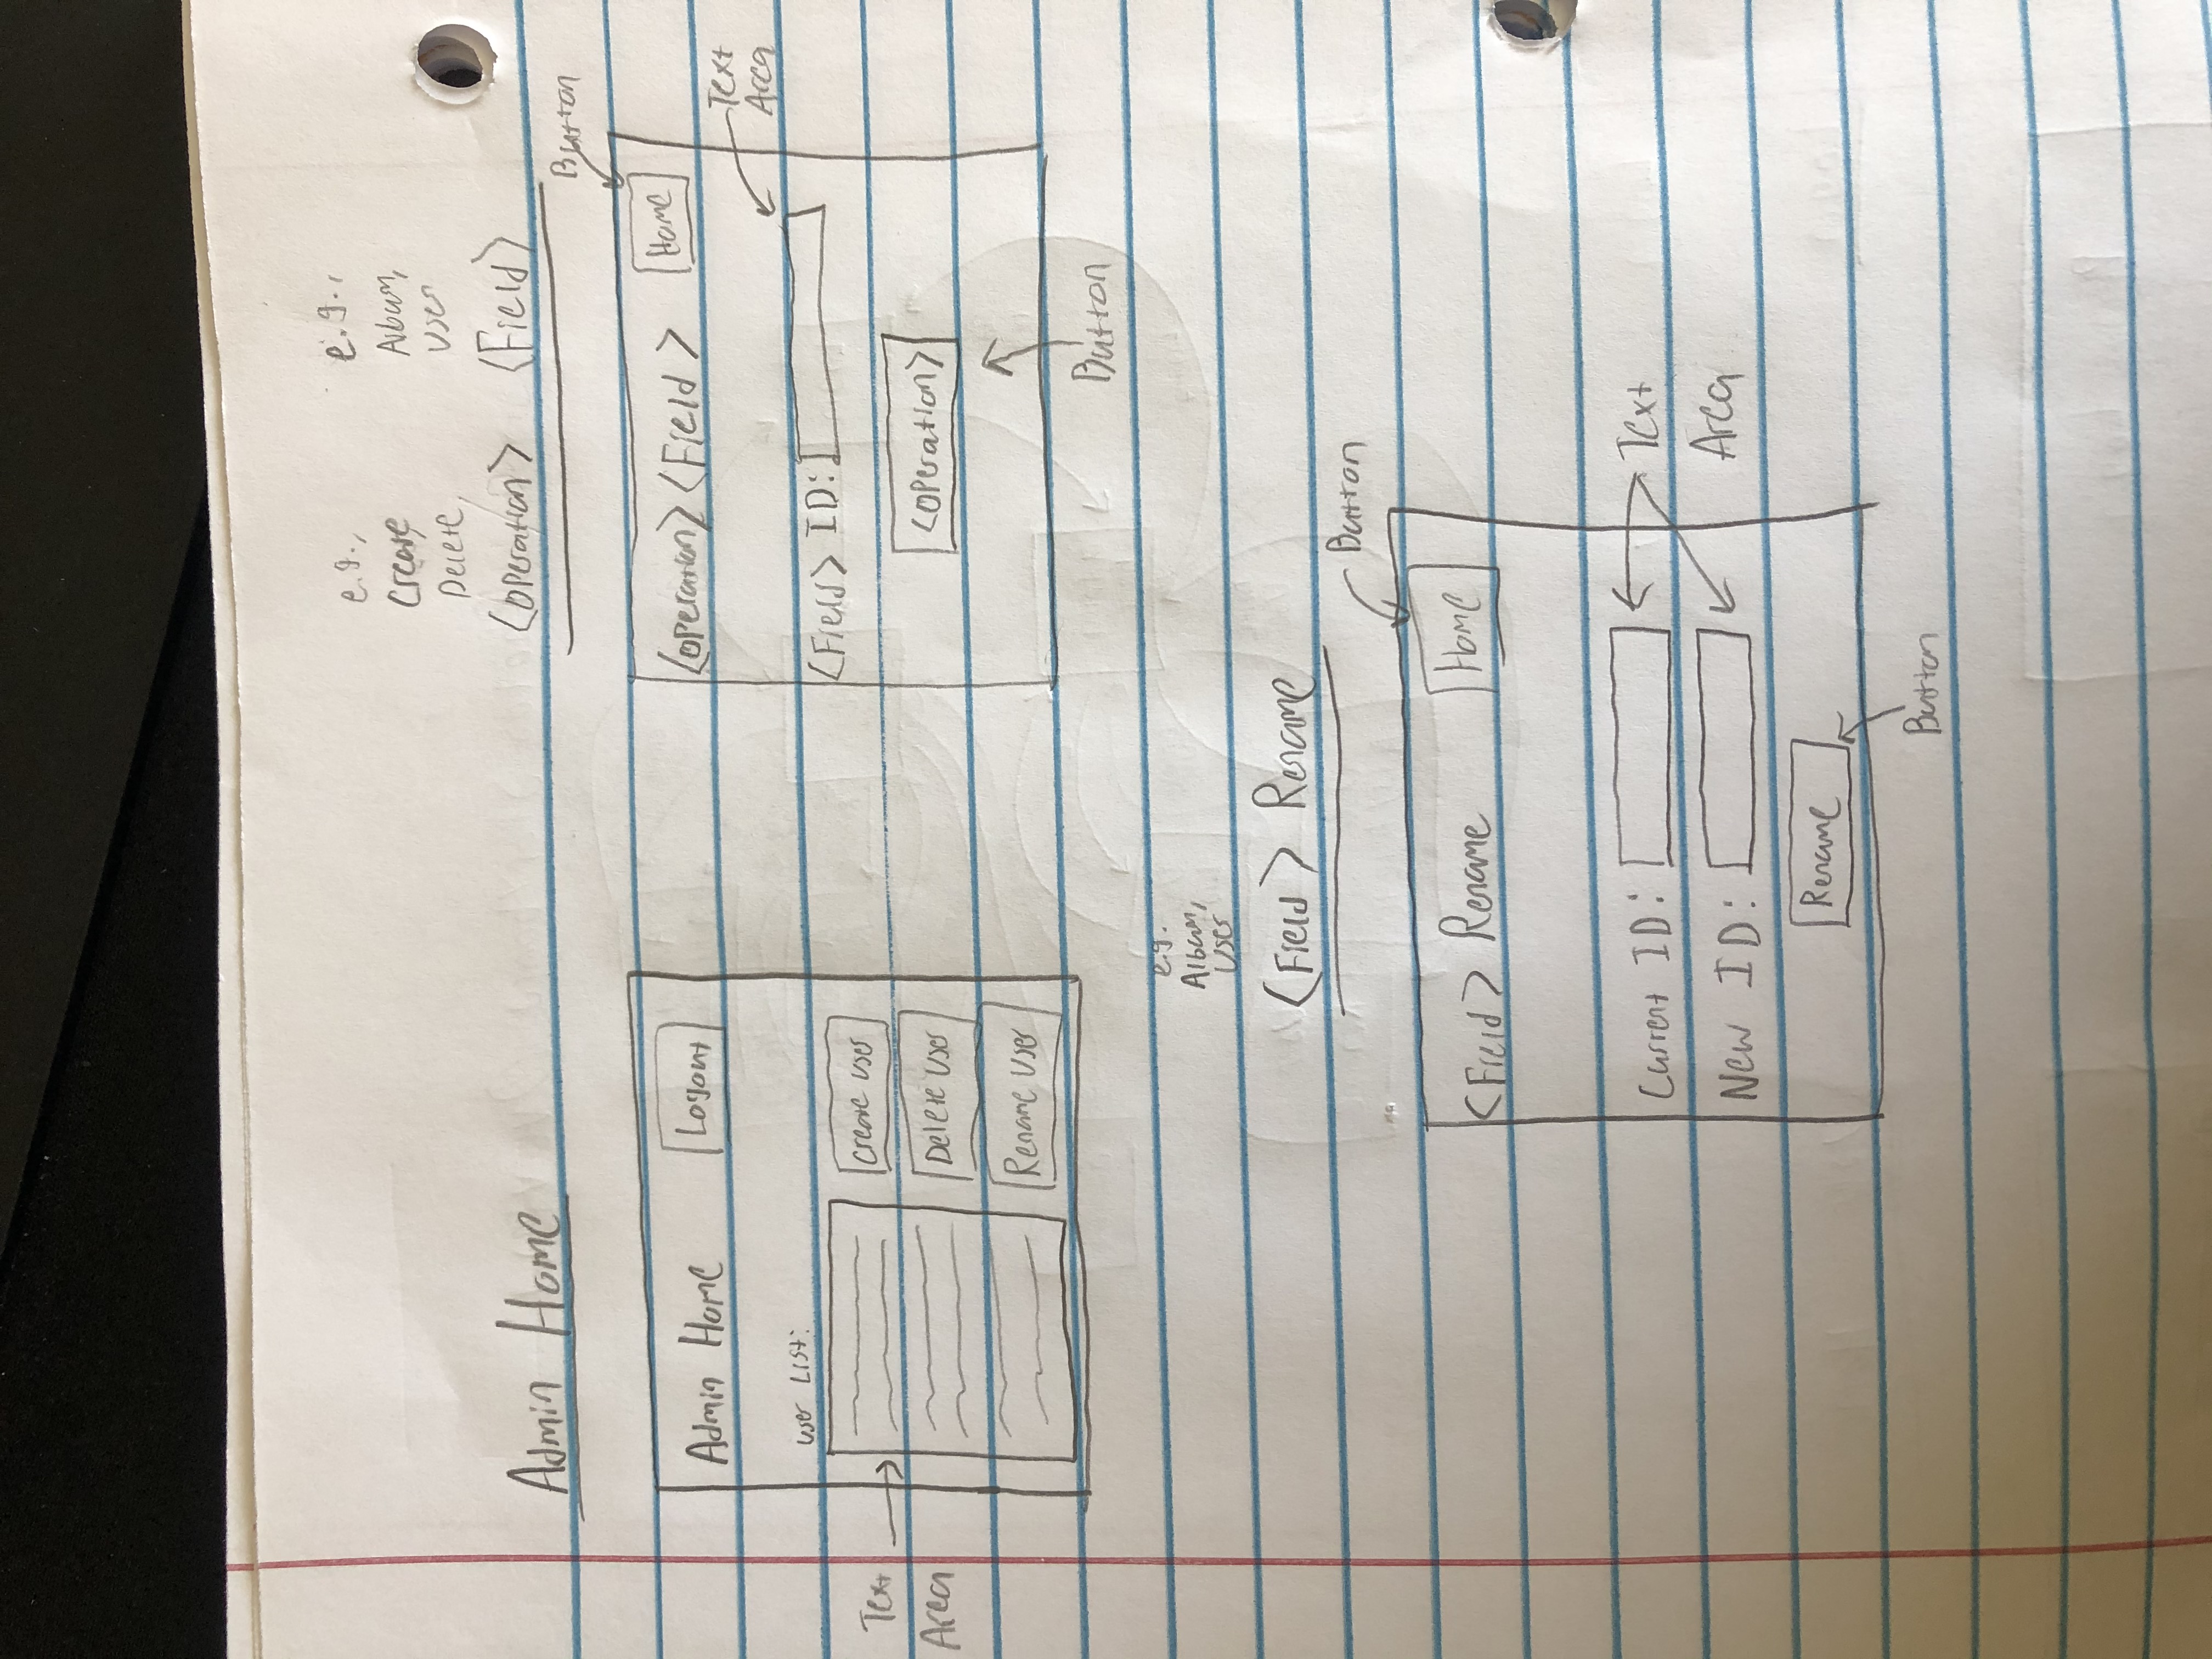 Admin Home
Admin Home
Logout
User List:
Text
Area
Create User
Delete User
Rename User
e.g.,
Create,
Delete,
<Operation>
e.g.,
Album,
User
<Field>
Button
<Operation> <Field>
Home
Text
Area
<Field> ID:
<Operation>
Button
e.g.
Album,
User
<Field> Rename
Button
<Field> Rename
Home
Current ID:
New ID:
Text
Area
Rename
Button